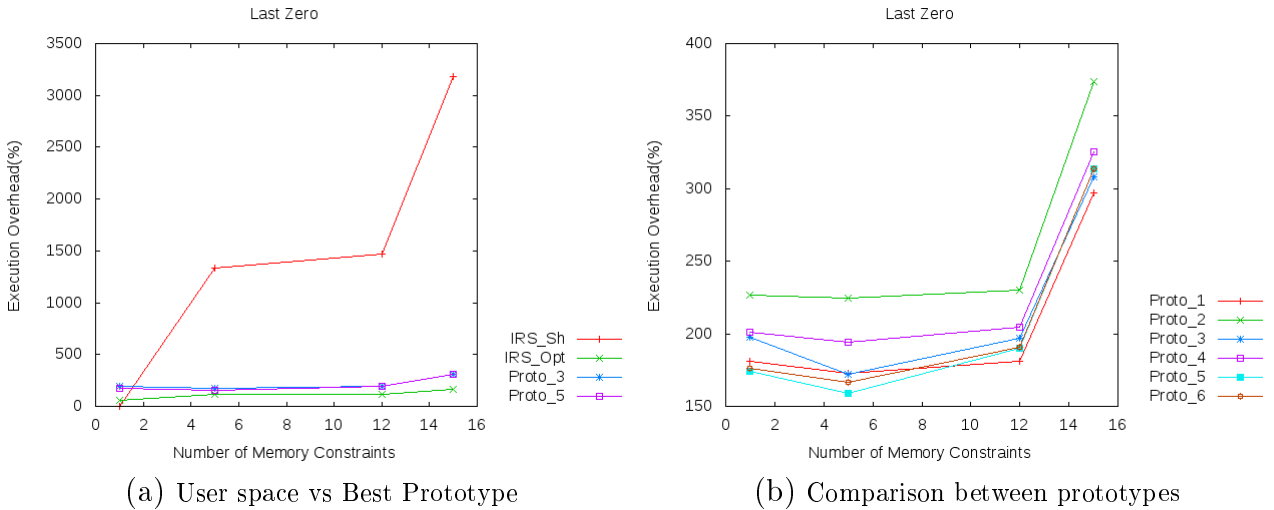 Last Zero
3500
3000
2500
2000
1500
1000
500
0
Execution Overhead(%)
0 2 4 6 8 10 12 14 16
Number of Memory Constraints
IRS_Sh
IRS_Opt
Proto_3
Proto_5
(a) User space vs Best Prototype
Last Zero
400
350
300
250
200
150
Execution Overhead(%)
0 2 4 6 8 10 12 14 16
Number of Memory Constraints
Proto_1
Proto_2
Proto_3
Proto_4
Proto_5
Proto_6
(b) Comparison between prototypes